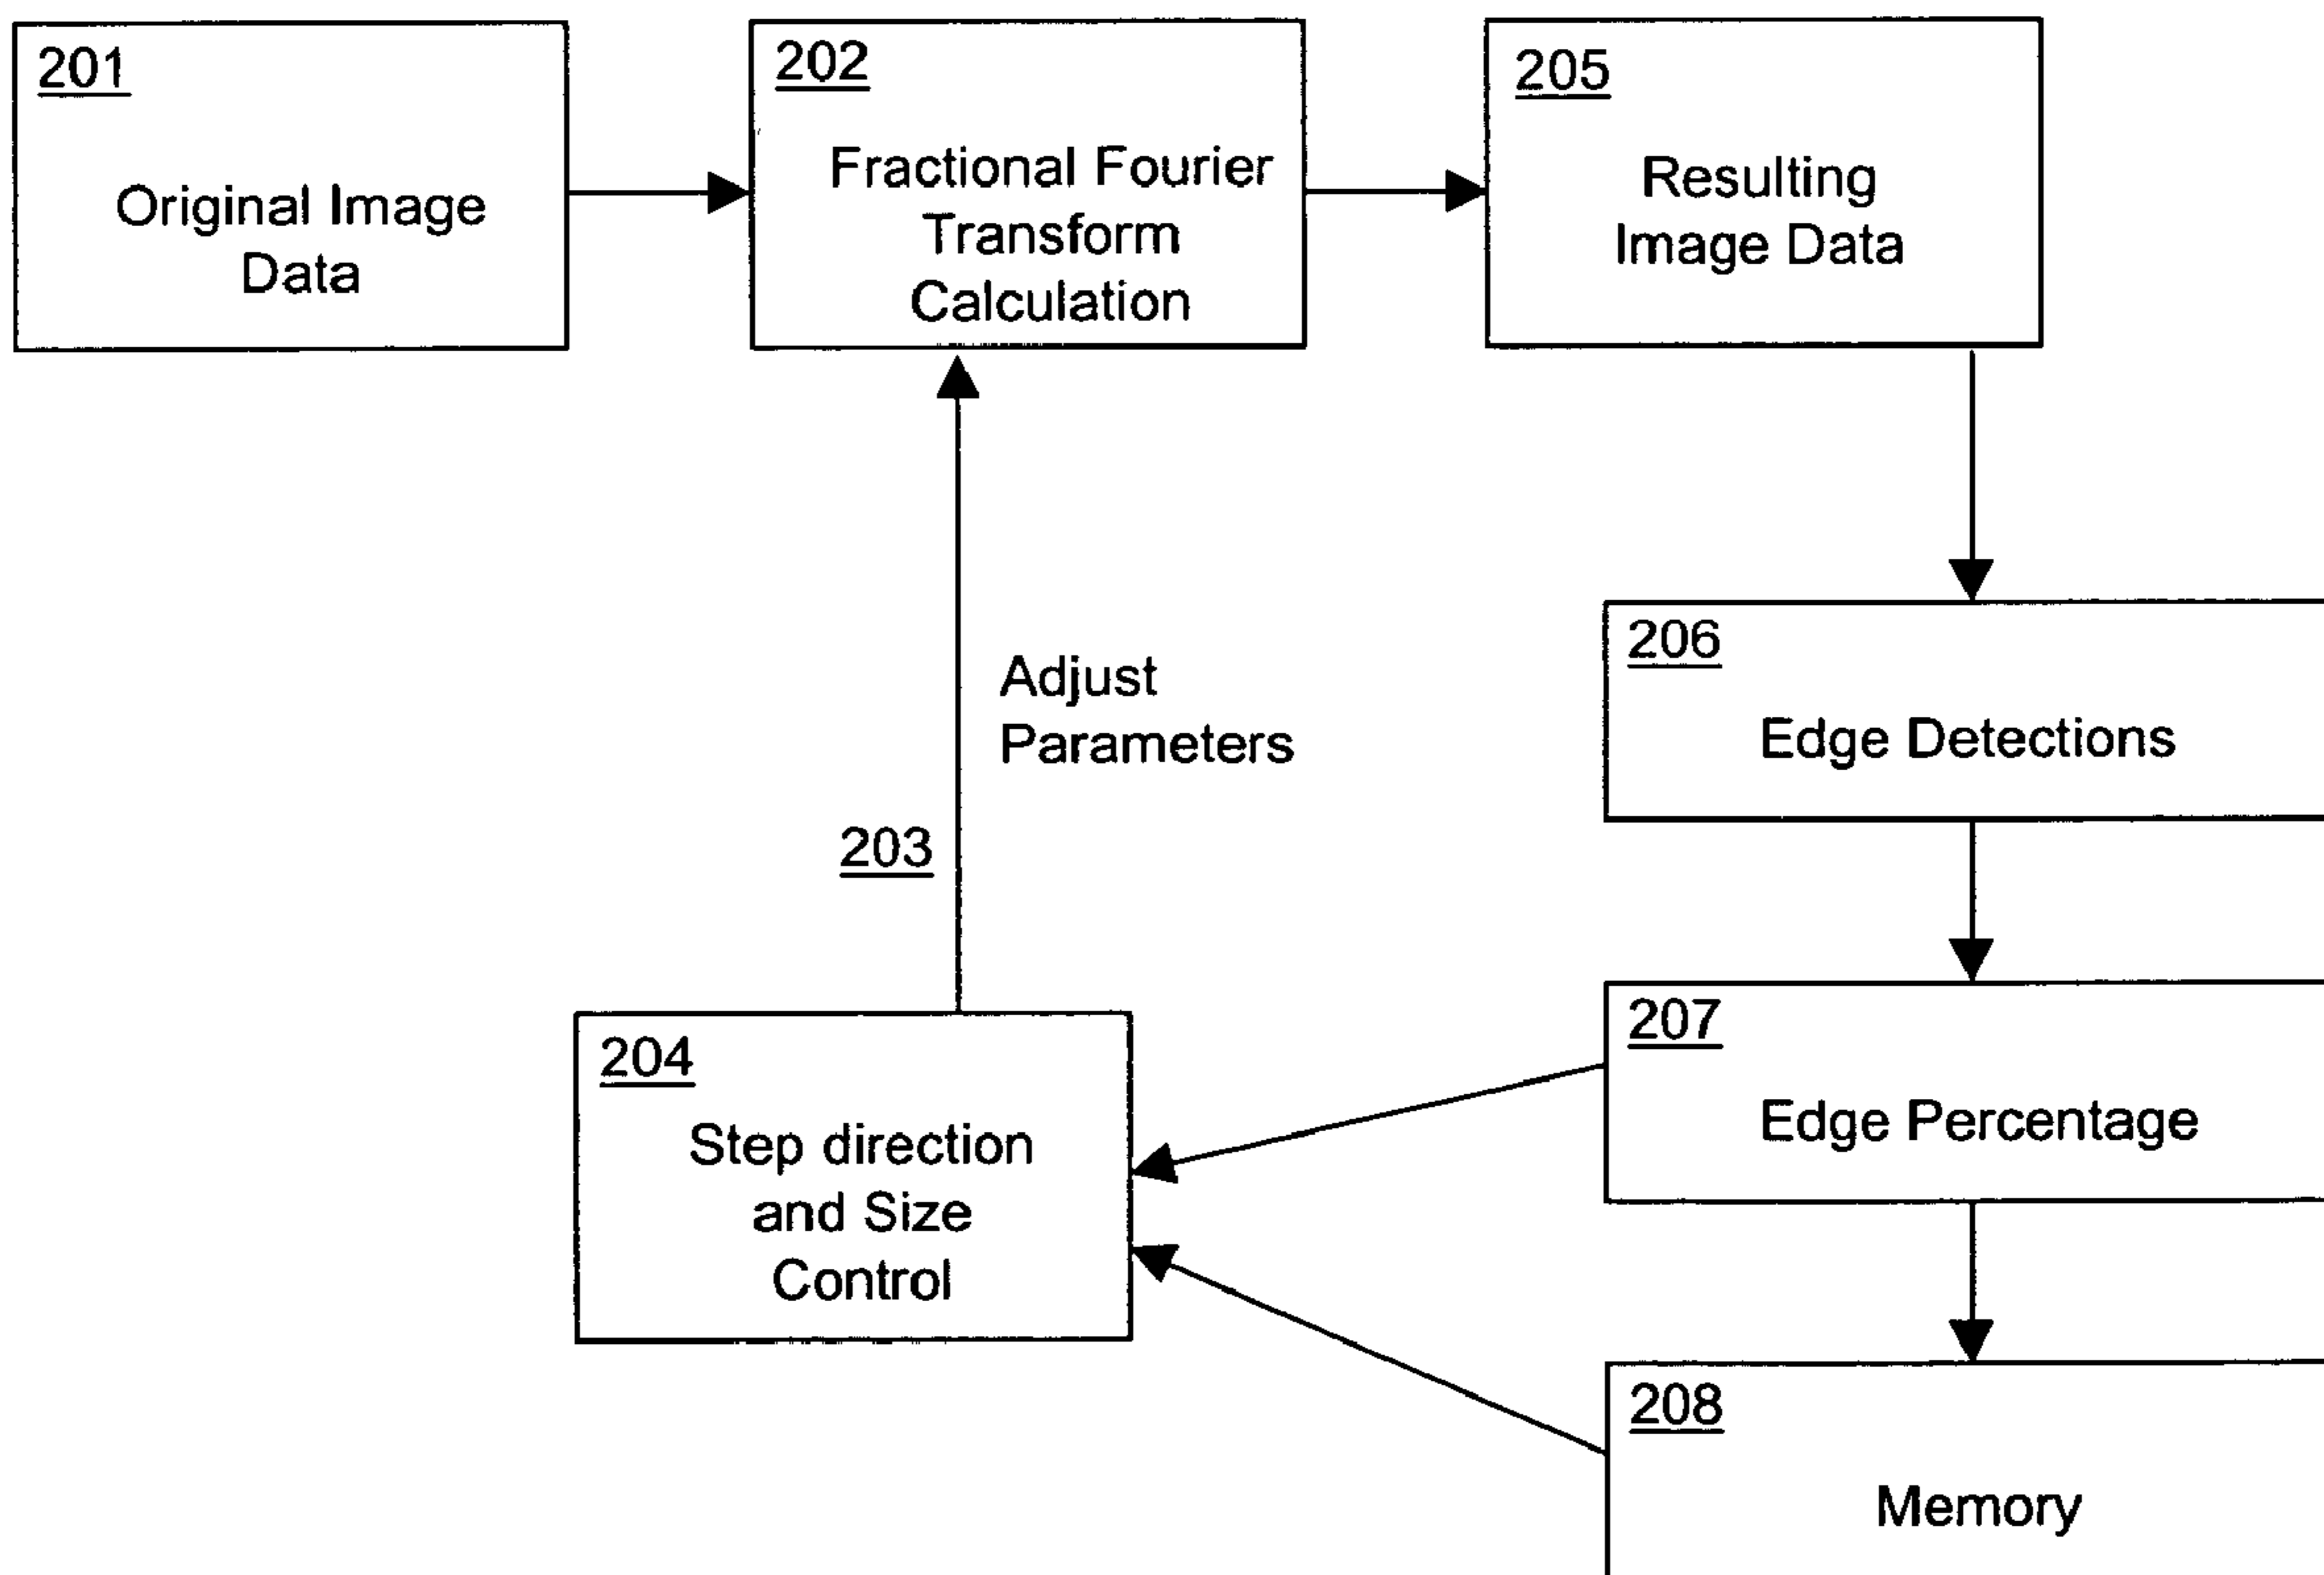 201
Original Image
Data
202
Fractional Fourier
Transform
Calculation
205
Resulting
Image Data
206
Edge Detections
Adjust
Parameters
203
207
Edge Percentage
204
Step direction
and Size
Control
208
Memory